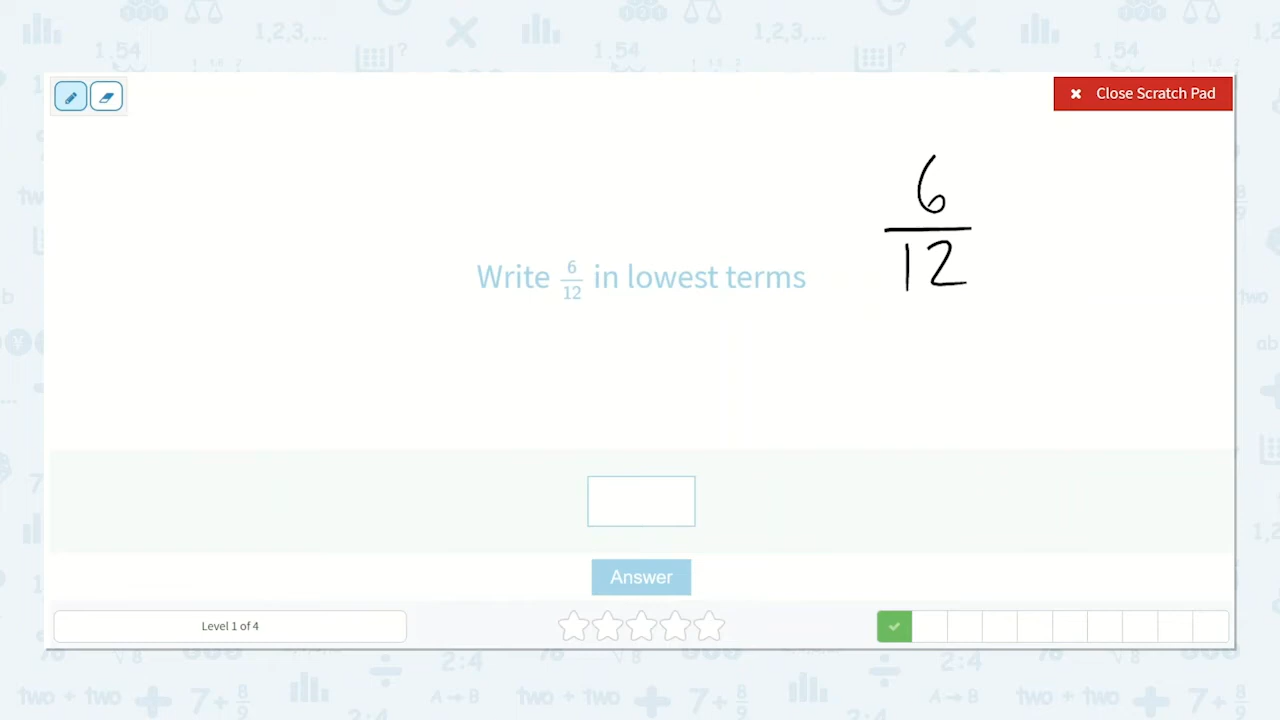 Close Scratch Pad
6
12
Write 6/12 in lowest terms
Answer
Level 1 of 4